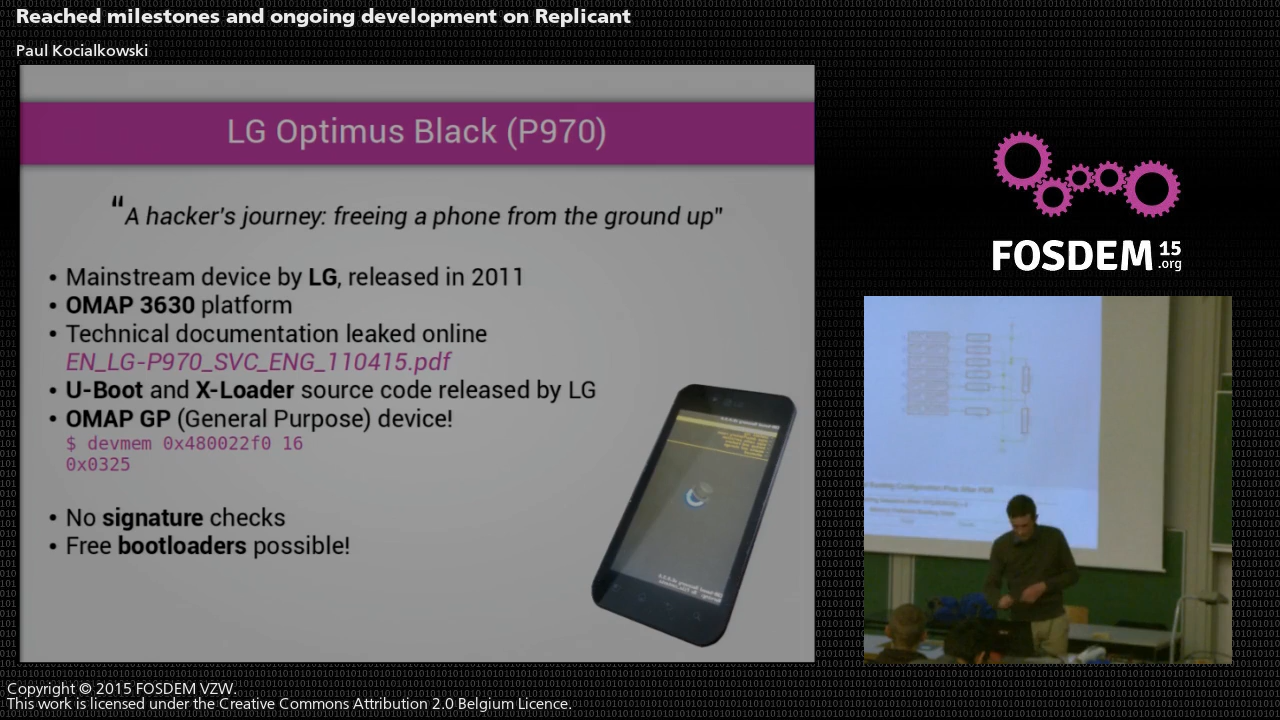 Reached milestones and ongoing development on Replicant
Paul Kocialkowski
LG Optimus Black (P970)
“A hacker's journey: freeing a phone from the ground up"
• Mainstream device by LG, released in 2011
• OMAP 3630 platform
• Technical documentation leaked online
EN_LG-P970_SVC_ENG_110415.pdf
• U-Boot and X-Loader source code released by LG
• OMAP GP (General Purpose) device!
$ devmem 0x480022f0 16
0x0325
• No signature checks
• Free bootloaders possible!
FOSDEM 15
.org
Copyright © 2015 FOSDEM VZW.
This work is licensed under the Creative Commons Attribution 2.0 Belgium Licence.